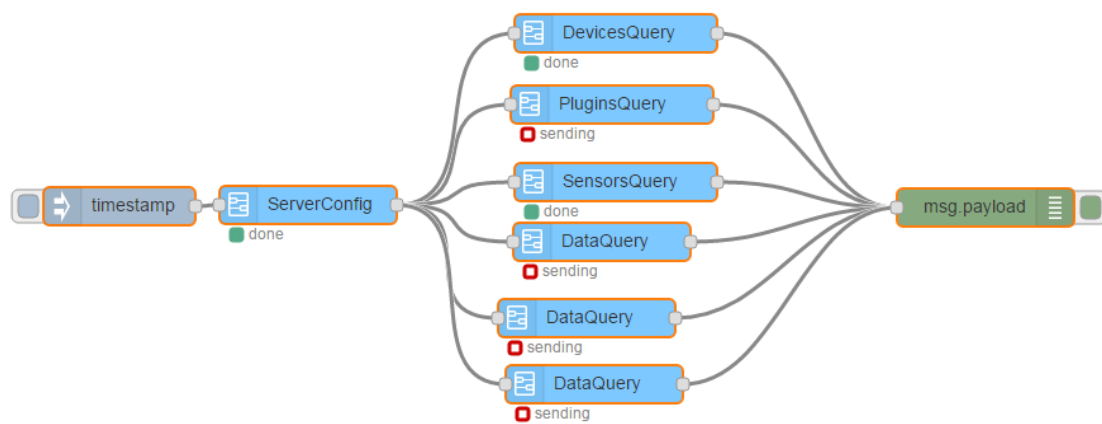 DevicesQuery
done
PluginsQuery
sending
timestamp
ServerConfig
done
SensorsQuery
done
DataQuery
sending
DataQuery
sending
DataQuery
sending
msg.payload